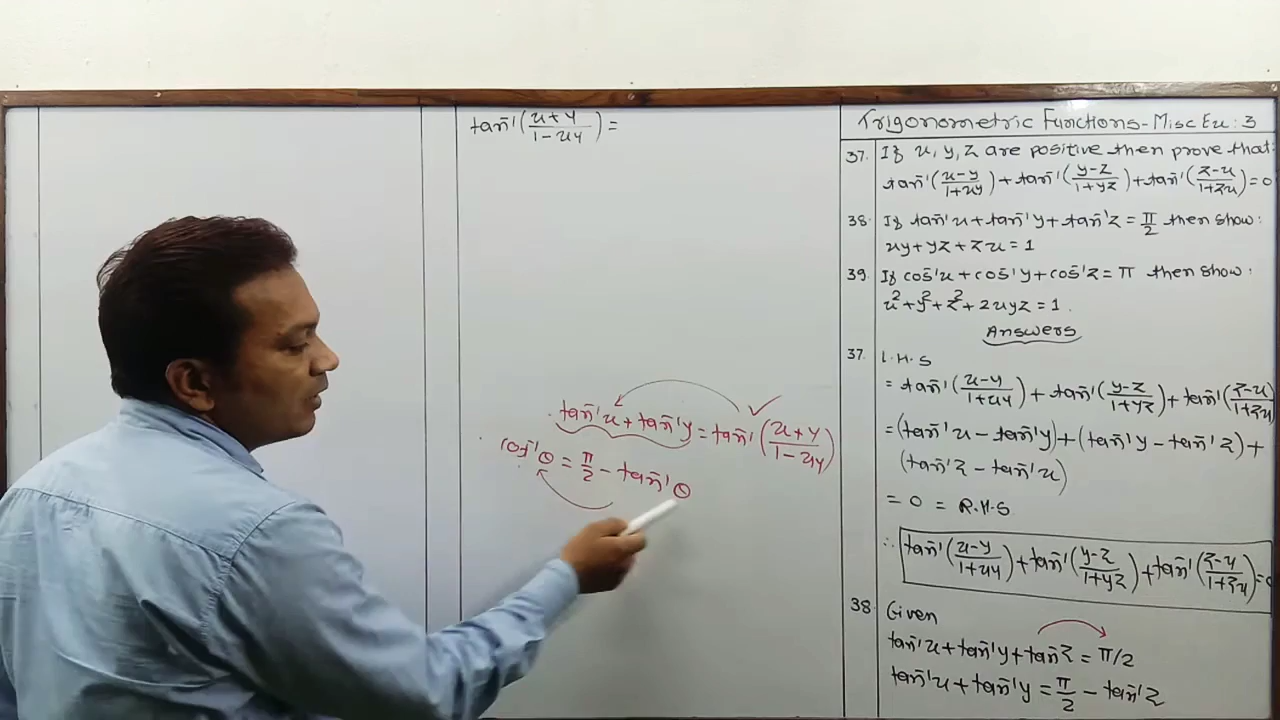 tan⁻¹(x+y/1-xy) =
tan⁻¹x + tan⁻¹y = tan⁻¹(x+y/1-xy)
cot⁻¹θ = π/2 - tan⁻¹θ
Trigonometric Functions - Misc Ex: 3
37. If x, y, z are positive then prove that:
tan⁻¹(x-y/1+xy) + tan⁻¹(y-z/1+yz) + tan⁻¹(z-x/1+zx) = 0
38. If tan⁻¹x + tan⁻¹y + tan⁻¹z = π/2 then show:
xy + yz + zx = 1
39. If cos⁻¹x + cos⁻¹y + cos⁻¹z = π then show:
x² + y² + z² + 2xyz = 1.
Answers
37. L.H.S
= tan⁻¹(x-y/1+xy) + tan⁻¹(y-z/1+yz) + tan⁻¹(z-x/1+zx)
= (tan⁻¹x - tan⁻¹y) + (tan⁻¹y - tan⁻¹z) +
(tan⁻¹z - tan⁻¹x)
= 0 = R.H.S
∴ tan⁻¹(x-y/1+xy) + tan⁻¹(y-z/1+yz) + tan⁻¹(z-x/1+zx) = 0
38 Given
tan⁻¹x + tan⁻¹y + tan⁻¹z = π/2
tan⁻¹x + tan⁻¹y = π/2 - tan⁻¹z